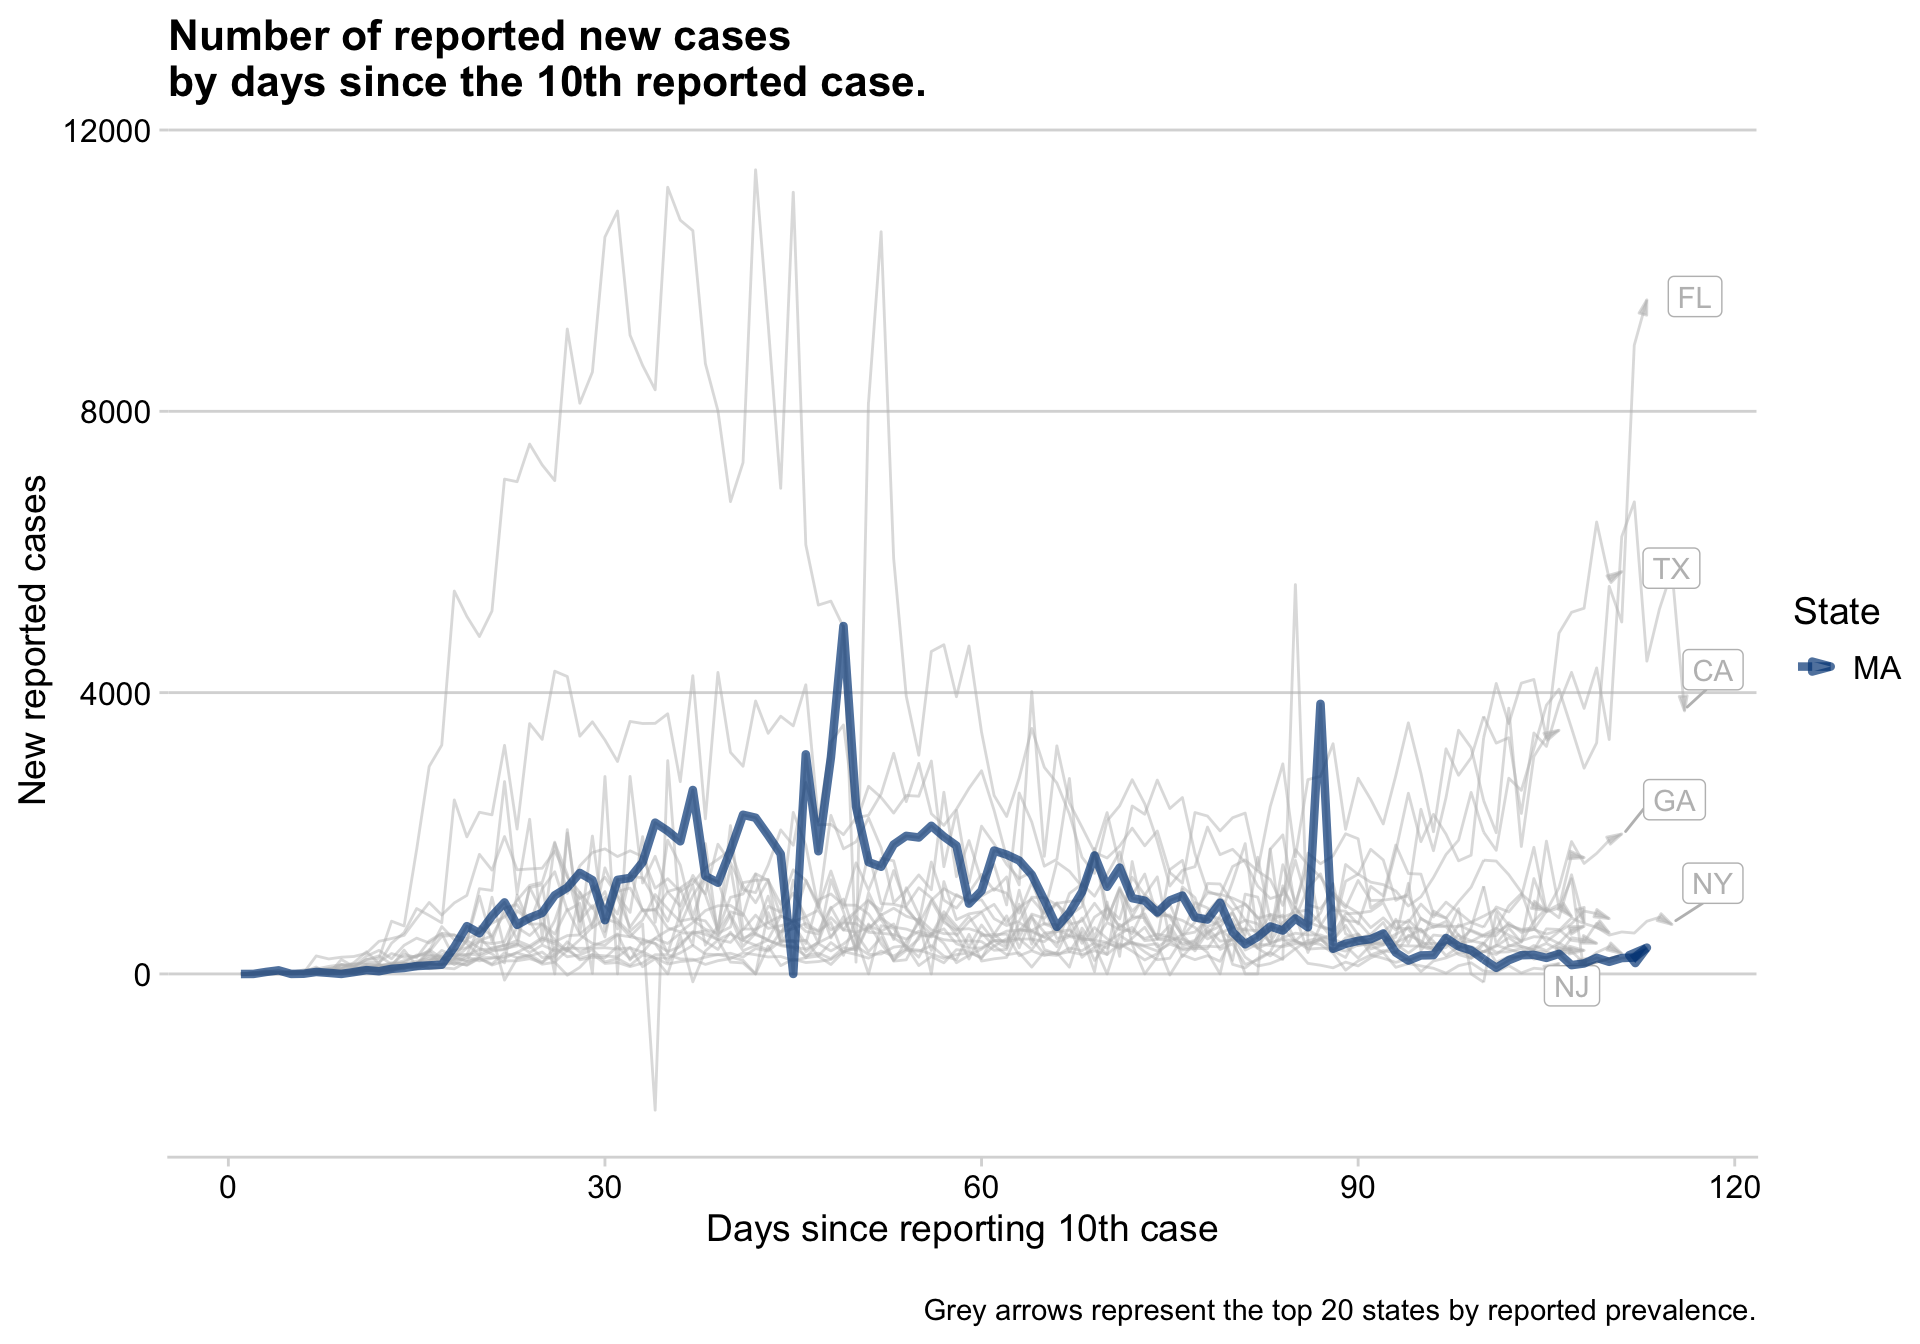 Number of reported new cases
by days since the 10th reported case.
12000
8000
4000
0
New reported cases
FL
TX
CA
GA
NY
NJ
State
MA
0
30
60
90
120
Days since reporting 10th case
Grey arrows represent the top 20 states by reported prevalence.